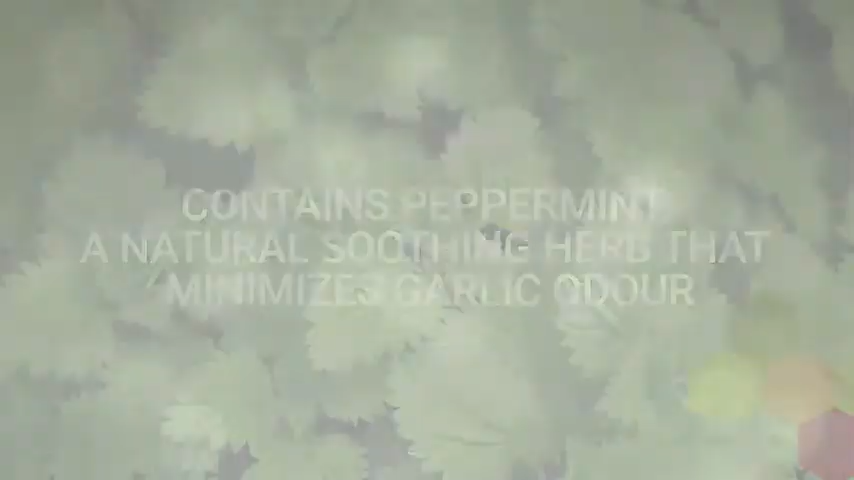 CONTAINS PEPPERMINT
A NATURAL SOOTHING HERB THAT
MINIMIZES GARLIC ODOUR